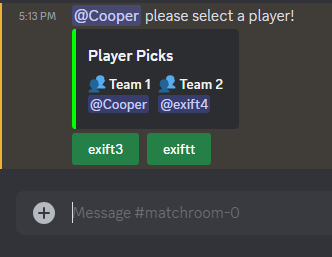 5:13 PM @Cooper please select a player!
Player Picks
Team 1 Team 2
@Cooper @exift4
exift3 exiftt
Message #matchroom-0